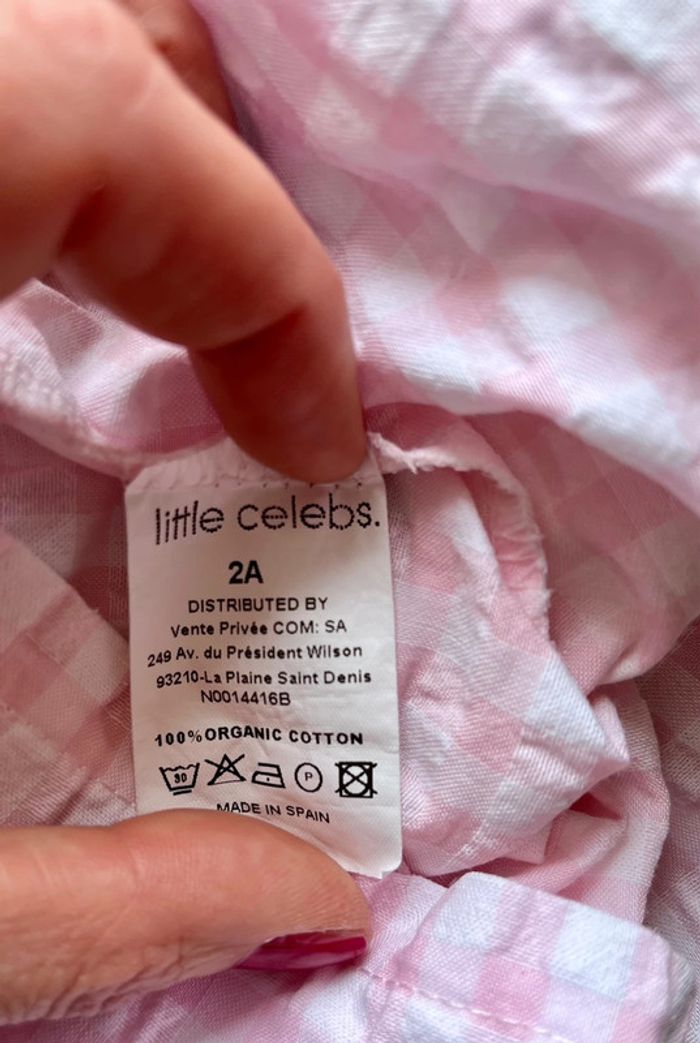 little celebs.
2A
DISTRIBUTED BY
Vente Privée COM: SA
249 Av. du Président Wilson
93210-La Plaine Saint Denis
N0014416B
100% ORGANIC COTTON
30 P
MADE IN SPAIN